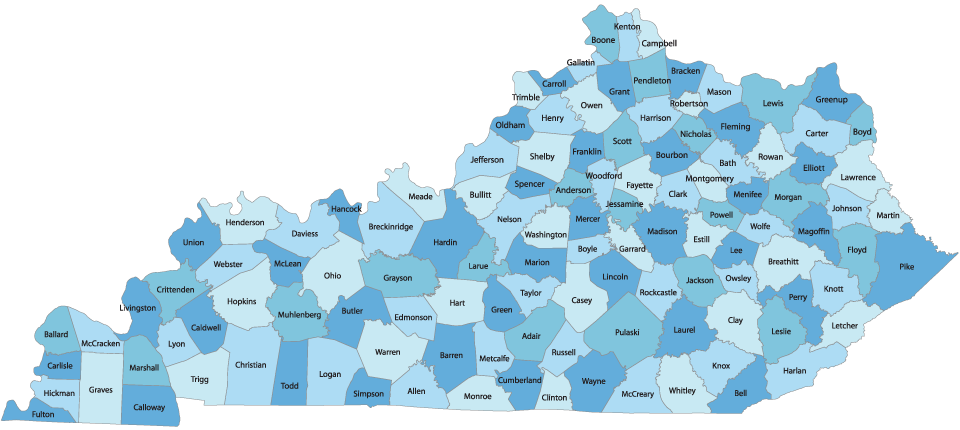 Kenton
Boone
Campbell
Gallatin
Carroll
Grant
Pendleton
Bracken
Trimble
Owen
Robertson
Mason
Lewis
Greenup
Oldham
Henry
Harrison
Nicholas
Fleming
Carter
Boyd
Jefferson
Shelby
Franklin
Scott
Bourbon
Bath
Rowan
Elliott
Lawrence
Spencer
Anderson
Woodford
Fayette
Clark
Montgomery
Menifee
Morgan
Johnson
Martin
Hancock
Meade
Bullitt
Nelson
Mercer
Jessamine
Madison
Powell
Wolfe
Magoffin
Henderson
Daviess
Breckinridge
Hardin
Washington
Boyle
Garrard
Estill
Lee
Breathitt
Floyd
Pike
Union
Webster
McLean
Ohio
Grayson
Larue
Marion
Lincoln
Rockcastle
Jackson
Owsley
Perry
Knott
Crittenden
Livingston
Hopkins
Muhlenberg
Butler
Edmonson
Hart
Green
Taylor
Casey
Pulaski
Laurel
Clay
Leslie
Letcher
Ballard
McCracken
Lyon
Caldwell
Warren
Barren
Metcalfe
Adair
Russell
Carlisle
Marshall
Trigg
Christian
Todd
Logan
Simpson
Allen
Monroe
Cumberland
Clinton
Wayne
McCreary
Whitley
Knox
Bell
Harlan
Hickman
Graves
Calloway
Fulton